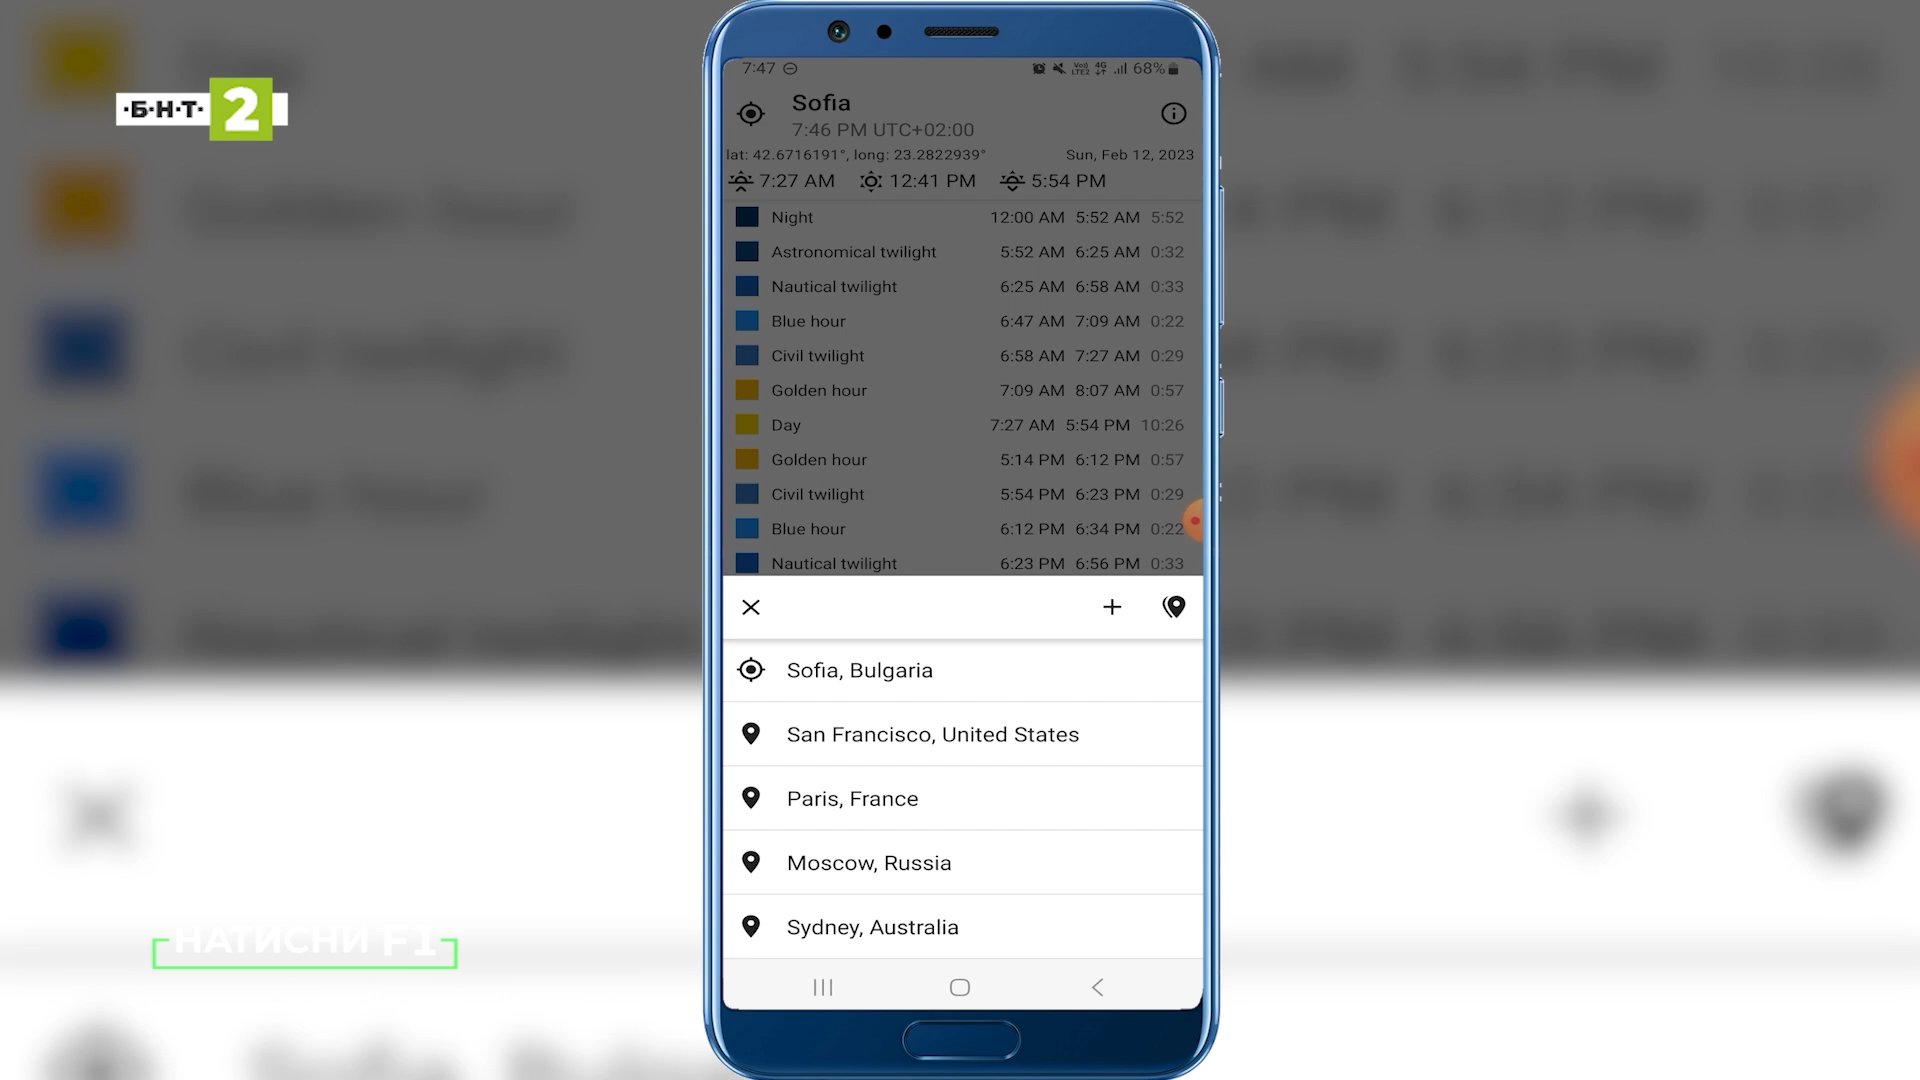 ·Б·Н·Т· 2
7:47 68%
Sofia
7:46 PM UTC+02:00
lat: 42.6716191°, long: 23.2822939° Sun, Feb 12, 2023
7:27 AM 12:41 PM 5:54 PM
Night 12:00 AM 5:52 AM 5:52
Astronomical twilight 5:52 AM 6:25 AM 0:32
Nautical twilight 6:25 AM 6:58 AM 0:33
Blue hour 6:47 AM 7:09 AM 0:22
Civil twilight 6:58 AM 7:27 AM 0:29
Golden hour 7:09 AM 8:07 AM 0:57
Day 7:27 AM 5:54 PM 10:26
Golden hour 5:14 PM 6:12 PM 0:57
Civil twilight 5:54 PM 6:23 PM 0:29
Blue hour 6:12 PM 6:34 PM 0:22
Nautical twilight 6:23 PM 6:56 PM 0:33
Sofia, Bulgaria
San Francisco, United States
Paris, France
Moscow, Russia
Sydney, Australia
НАТИСНИ F1